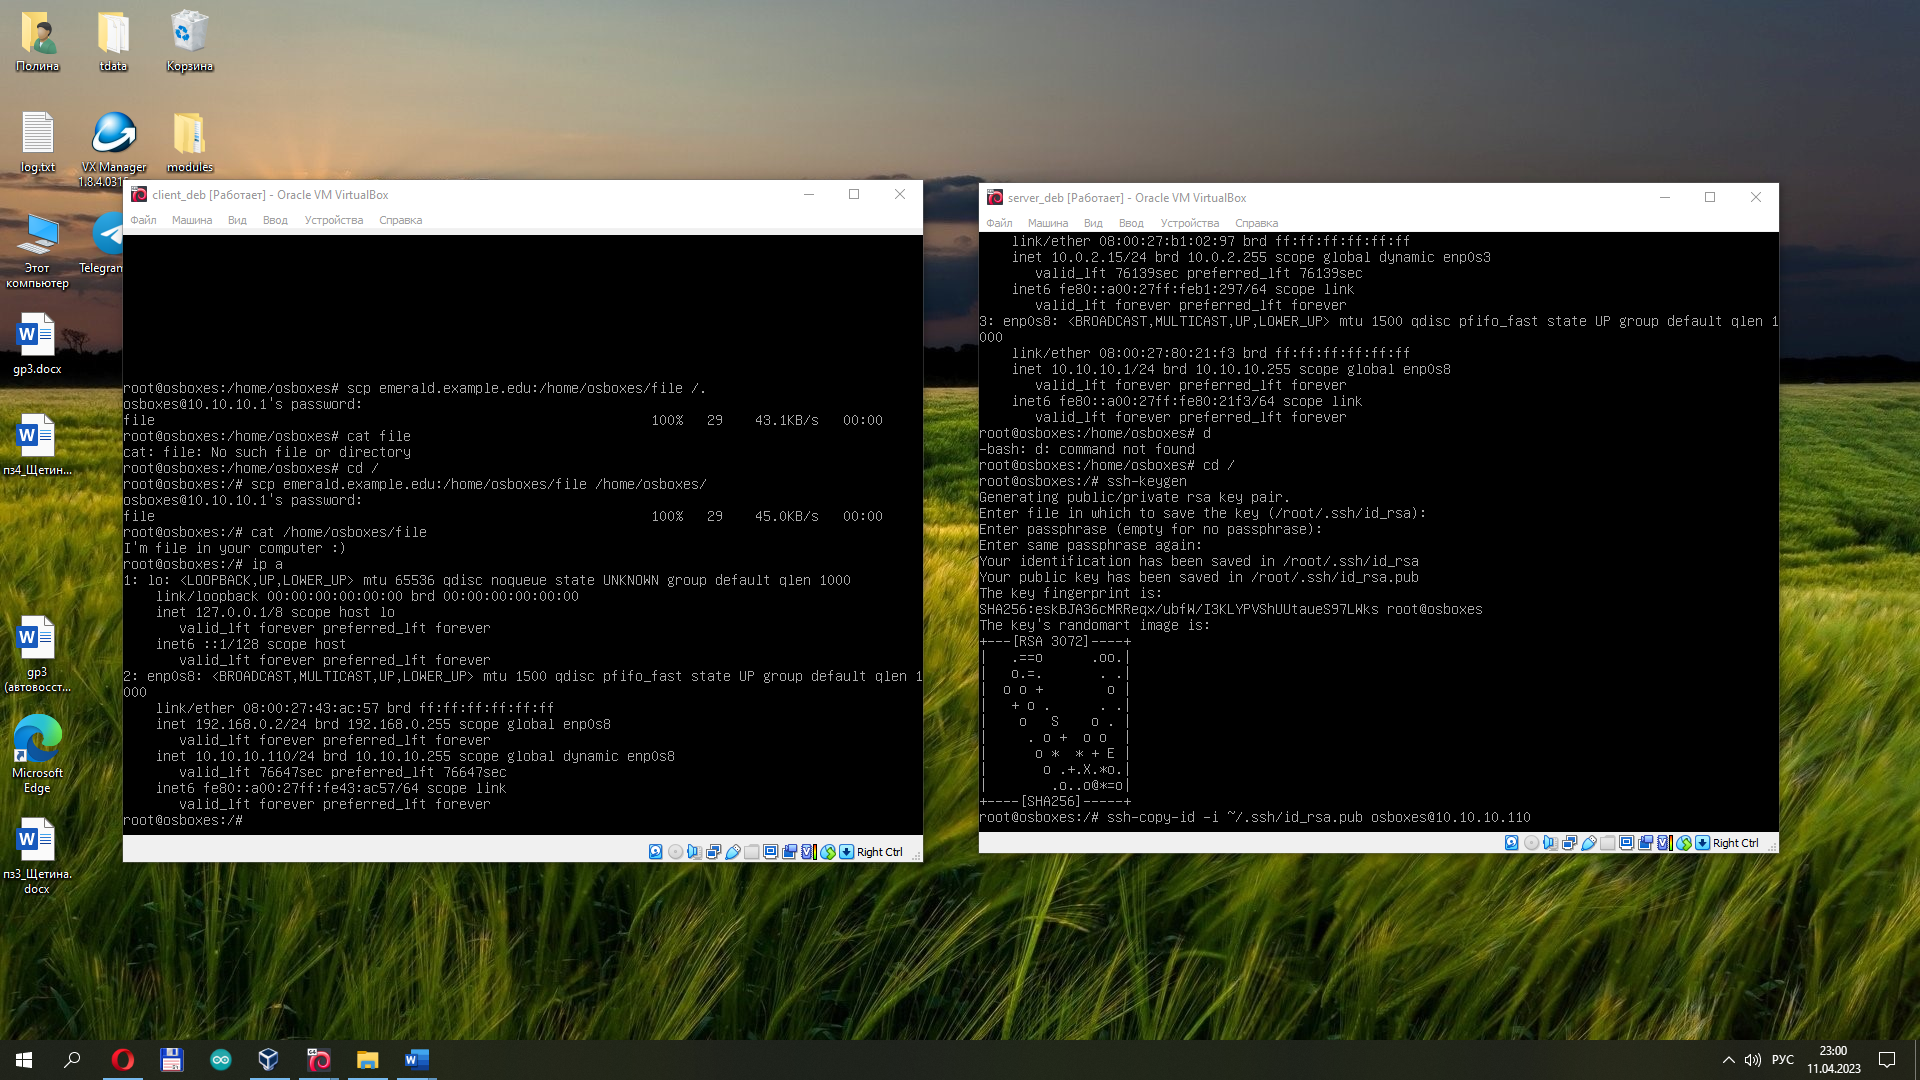 Полина
tdata
Корзина
log.txt
VX Manager
1.8.4.031
modules
Этот
компьютер
Telegram
gp3.docx
пз4_Щетин...
gp3
(автовосст...
Microsoft
Edge
пз3_Щетина.
docx
client_deb [Работает] - Oracle VM VirtualBox
Файл Машина Вид Ввод Устройства Справка
root@osboxes:/home/osboxes# scp emerald.example.edu:/home/osboxes/file /.
osboxes@10.10.10.1's password:
file 100% 29 43.1KB/s 00:00
root@osboxes:/home/osboxes# cat file
cat: file: No such file or directory
root@osboxes:/home/osboxes# cd /
root@osboxes:/# scp emerald.example.edu:/home/osboxes/file /home/osboxes/
osboxes@10.10.10.1's password:
file 100% 29 45.0KB/s 00:00
root@osboxes:/# cat /home/osboxes/file
I'm file in your computer :)
root@osboxes:/# ip a
1: lo: <LOOPBACK,UP,LOWER_UP> mtu 65536 qdisc noqueue state UNKNOWN group default qlen 1000
link/loopback 00:00:00:00:00:00 brd 00:00:00:00:00:00
inet 127.0.0.1/8 scope host lo
valid_lft forever preferred_lft forever
inet6 ::1/128 scope host
valid_lft forever preferred_lft forever
2: enp0s8: <BROADCAST,MULTICAST,UP,LOWER_UP> mtu 1500 qdisc pfifo_fast state UP group default qlen 1
000
link/ether 08:00:27:43:ac:57 brd ff:ff:ff:ff:ff:ff
inet 192.168.0.2/24 brd 192.168.0.255 scope global enp0s8
valid_lft forever preferred_lft forever
inet 10.10.10.110/24 brd 10.10.10.255 scope global dynamic enp0s8
valid_lft 76647sec preferred_lft 76647sec
inet6 fe80::a00:27ff:fe43:ac57/64 scope link
valid_lft forever preferred_lft forever
root@osboxes:/#
Right Ctrl
server_deb [Работает] - Oracle VM VirtualBox
Файл Машина Вид Ввод Устройства Справка
link/ether 08:00:27:b1:02:97 brd ff:ff:ff:ff:ff:ff
inet 10.0.2.15/24 brd 10.0.2.255 scope global dynamic enp0s3
valid_lft 76139sec preferred_lft 76139sec
inet6 fe80::a00:27ff:feb1:297/64 scope link
valid_lft forever preferred_lft forever
3: enp0s8: <BROADCAST,MULTICAST,UP,LOWER_UP> mtu 1500 qdisc pfifo_fast state UP group default qlen 1
000
link/ether 08:00:27:80:21:f3 brd ff:ff:ff:ff:ff:ff
inet 10.10.10.1/24 brd 10.10.10.255 scope global enp0s8
valid_lft forever preferred_lft forever
inet6 fe80::a00:27ff:fe80:21f3/64 scope link
valid_lft forever preferred_lft forever
root@osboxes:/home/osboxes# d
-bash: d: command not found
root@osboxes:/home/osboxes# cd /
root@osboxes:/# ssh-keygen
Generating public/private rsa key pair.
Enter file in which to save the key (/root/.ssh/id_rsa):
Enter passphrase (empty for no passphrase):
Enter same passphrase again:
Your identification has been saved in /root/.ssh/id_rsa
Your public key has been saved in /root/.ssh/id_rsa.pub
The key fingerprint is:
SHA256:eskBJA36cMRReqx/ubfW/I3KLYPVShUUtaueS97LWks root@osboxes
The key's randomart image is:
+---[RSA 3072]----+
|   .==o      .oo.|
|   o.=.       . .|
|  o o +        o |
|   + o .      . .|
|    o   S    o . |
|     . o +  o o  |
|      o *  * + E |
|       o .+.X.*o.|
|        .o..o@*=o|
+----[SHA256]-----+
root@osboxes:/# ssh-copy-id -i ~/.ssh/id_rsa.pub osboxes@10.10.10.110
Right Ctrl
РУС
23:00
11.04.2023